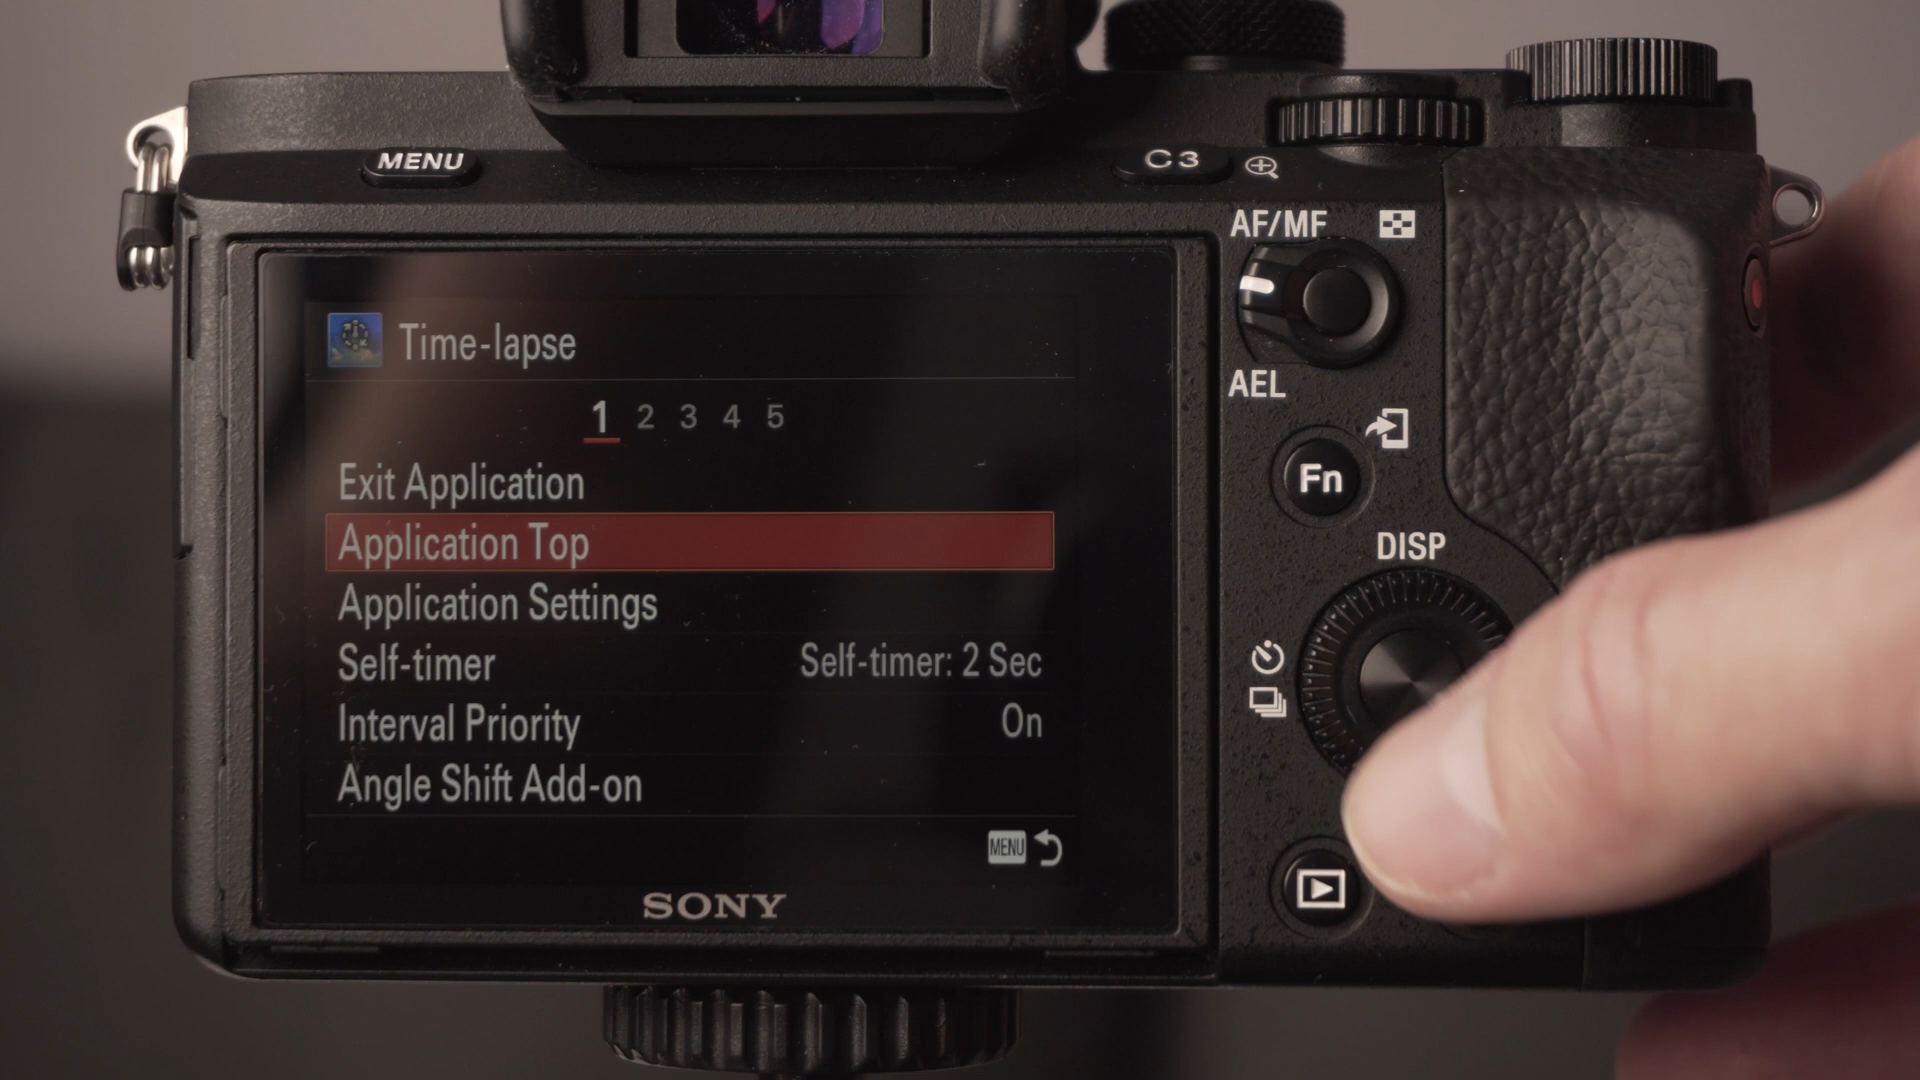 MENU
C3
AF/MF
AEL
Time-lapse
1 2 3 4 5
Exit Application
Application Top
Application Settings
Self-timer Self-timer: 2 Sec
Interval Priority On
Angle Shift Add-on
MENU
SONY
Fn
DISP